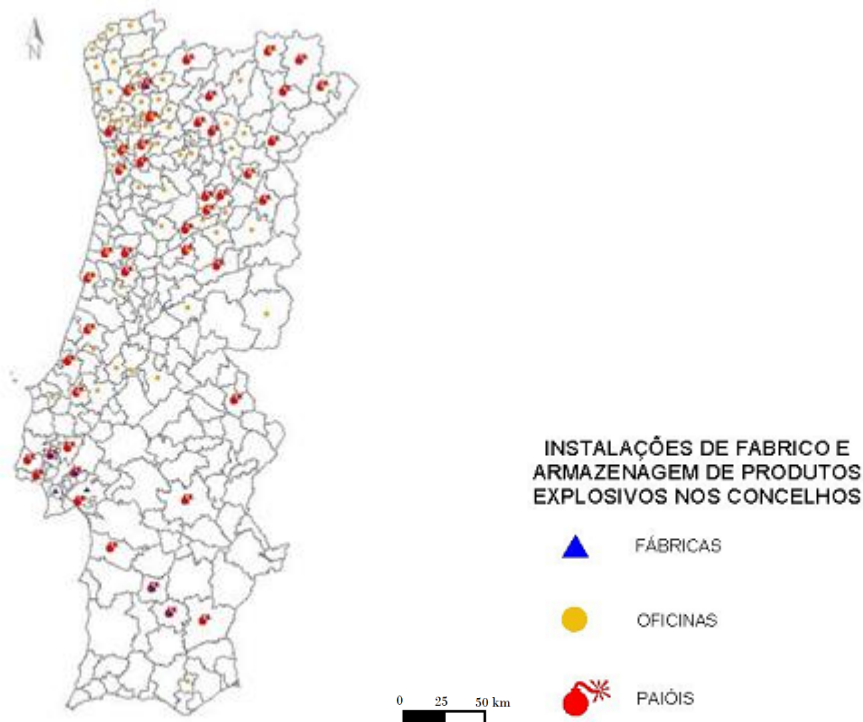 N
INSTALAÇÕES DE FABRICO E
ARMAZENAGEM DE PRODUTOS
EXPLOSIVOS NOS CONCELHOS
FÁBRICAS
OFICINAS
PAIÓIS
0 25 50 km